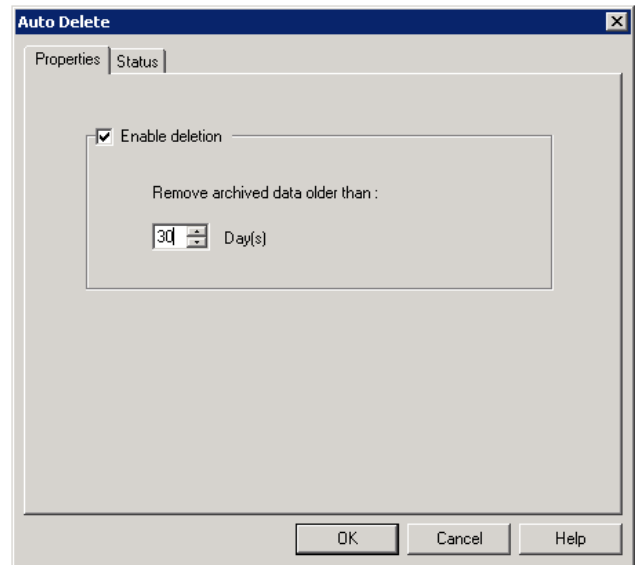 Auto Delete
Properties Status
Enable deletion
Remove archived data older than :
30 Day(s)
OK Cancel Help